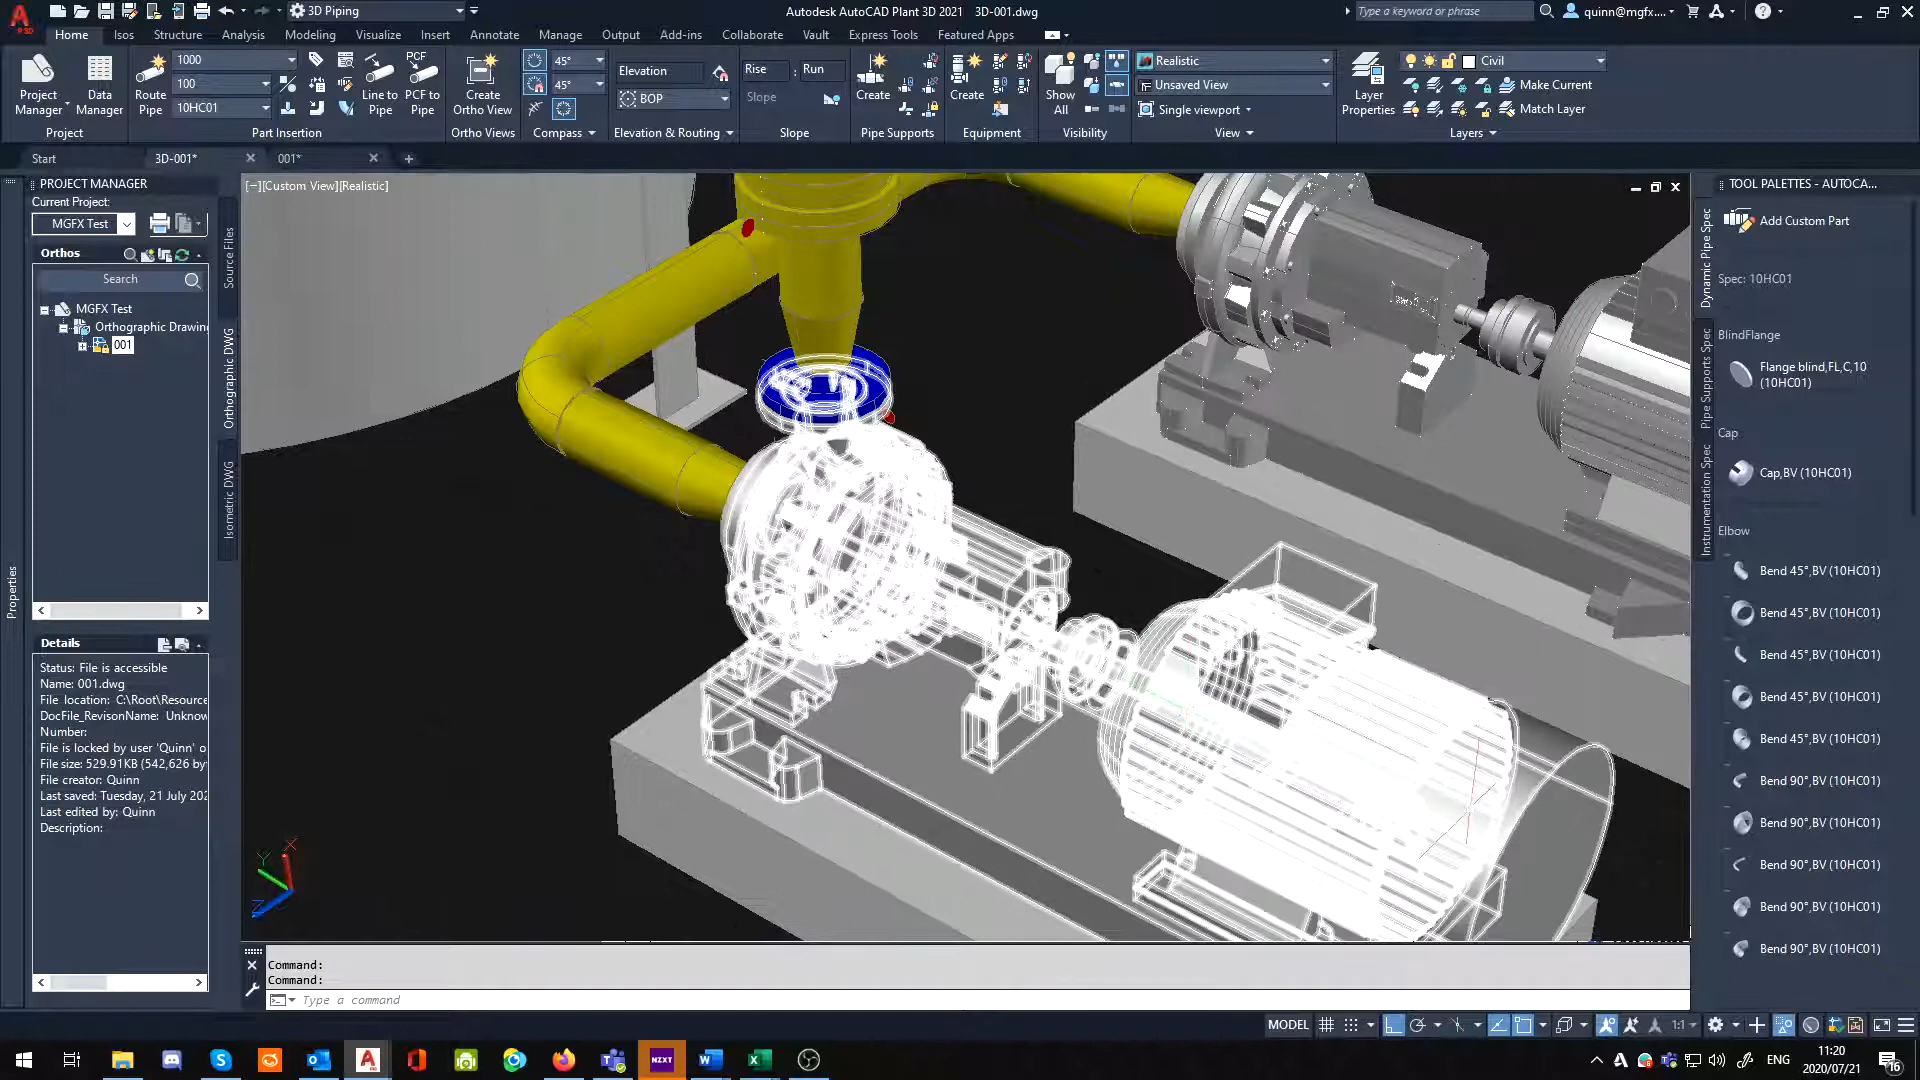 Autodesk AutoCAD Plant 3D 2021 3D-001.dwg
3D Piping
Type a keyword or phrase
quinn@mgfx....
Home Isos Structure Analysis Modeling Visualize Insert Annotate Manage Output Add-ins Collaborate Vault Express Tools Featured Apps
Project Manager
Data Manager
Project
Route Pipe
1000
100
10HC01
Line to Pipe
PCF to Pipe
Part Insertion
Create Ortho View
Ortho Views
45°
45°
Compass
Elevation
BOP
Elevation & Routing
Rise : Run
Slope
Slope
Create
Pipe Supports
Create
Equipment
Show All
Visibility
Realistic
Unsaved View
Single viewport
View
Layer Properties
Civil
Make Current
Match Layer
Layers
Start 3D-001* 001*
PROJECT MANAGER
Current Project:
MGFX Test
Orthos
Search
MGFX Test
Orthographic Drawing
001
Source Files
Orthographic DWG
Isometric DWG
Properties
Details
Status: File is accessible
Name: 001.dwg
File location: C:\Root\Resource
DocFile_RevisonName: Unknow
Number:
File is locked by user 'Quinn' o
File size: 529.91KB (542,626 by
File creator: Quinn
Last saved: Tuesday, 21 July 202
Last edited by: Quinn
Description:
[−][Custom View][Realistic]
X
Y
Z
Command:
Command:
Type a command
TOOL PALETTES - AUTOCA...
Dynamic Pipe Spec
Pipe Supports Spec
Instrumentation Spec
Add Custom Part
Spec: 10HC01
BlindFlange
Flange blind,FL,C,10
(10HC01)
Cap
Cap,BV (10HC01)
Elbow
Bend 45°,BV (10HC01)
Bend 45°,BV (10HC01)
Bend 45°,BV (10HC01)
Bend 45°,BV (10HC01)
Bend 45°,BV (10HC01)
Bend 90°,BV (10HC01)
Bend 90°,BV (10HC01)
Bend 90°,BV (10HC01)
Bend 90°,BV (10HC01)
Bend 90°,BV (10HC01)
MODEL
1:1
NZXT
ENG
11:20
2020/07/21
16